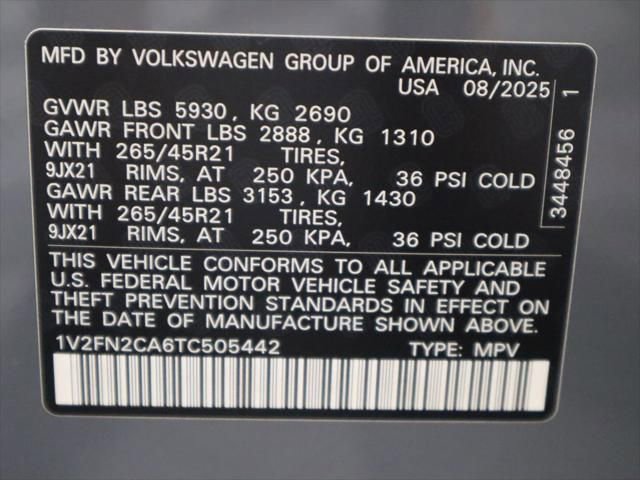 MFD BY VOLKSWAGEN GROUP OF AMERICA, INC.
USA 08/2025
GVWR LBS 5930, KG 2690
GAWR FRONT LBS 2888, KG 1310
WITH 265/45R21 TIRES,
9JX21 RIMS, AT 250 KPA, 36 PSI COLD
GAWR REAR LBS 3153, KG 1430
WITH 265/45R21 TIRES,
9JX21 RIMS, AT 250 KPA, 36 PSI COLD
3448456 1
THIS VEHICLE CONFORMS TO ALL APPLICABLE
U.S. FEDERAL MOTOR VEHICLE SAFETY AND
THEFT PREVENTION STANDARDS IN EFFECT ON
THE DATE OF MANUFACTURE SHOWN ABOVE.
1V2FN2CA6TC505442 TYPE: MPV